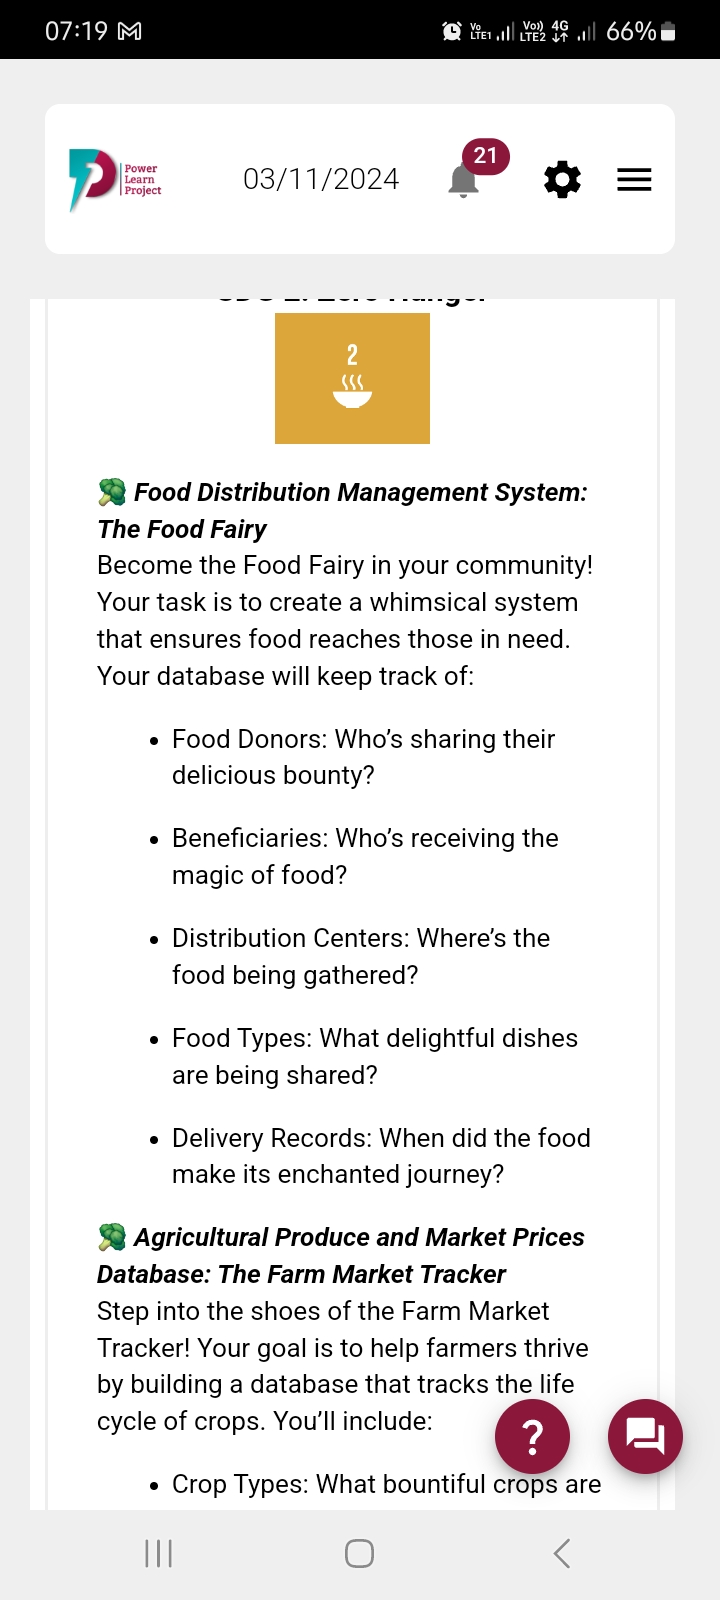 07:19
Vo LTE1 Vo) LTE2 4G 66%
Power
Learn
Project
03/11/2024
21
SDG 2: Zero Hunger
2
Food Distribution Management System:
The Food Fairy
Become the Food Fairy in your community!
Your task is to create a whimsical system
that ensures food reaches those in need.
Your database will keep track of:
• Food Donors: Who’s sharing their
delicious bounty?
• Beneficiaries: Who’s receiving the
magic of food?
• Distribution Centers: Where’s the
food being gathered?
• Food Types: What delightful dishes
are being shared?
• Delivery Records: When did the food
make its enchanted journey?
Agricultural Produce and Market Prices
Database: The Farm Market Tracker
Step into the shoes of the Farm Market
Tracker! Your goal is to help farmers thrive
by building a database that tracks the life
cycle of crops. You’ll include:
?
• Crop Types: What bountiful crops are